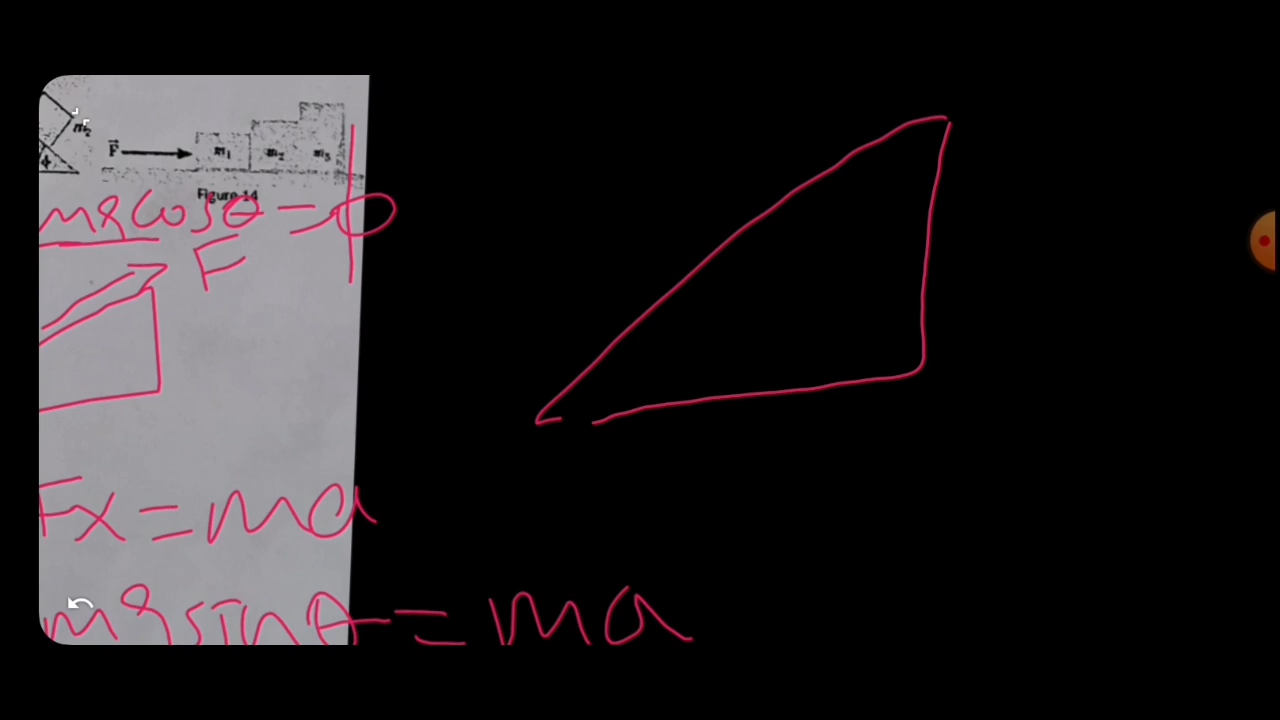 m₂
ϕ
F⃗ m₁ m₂ m₃
Figure 14
mgcosθ = 0
F
Fx = ma
mgsinθ = ma